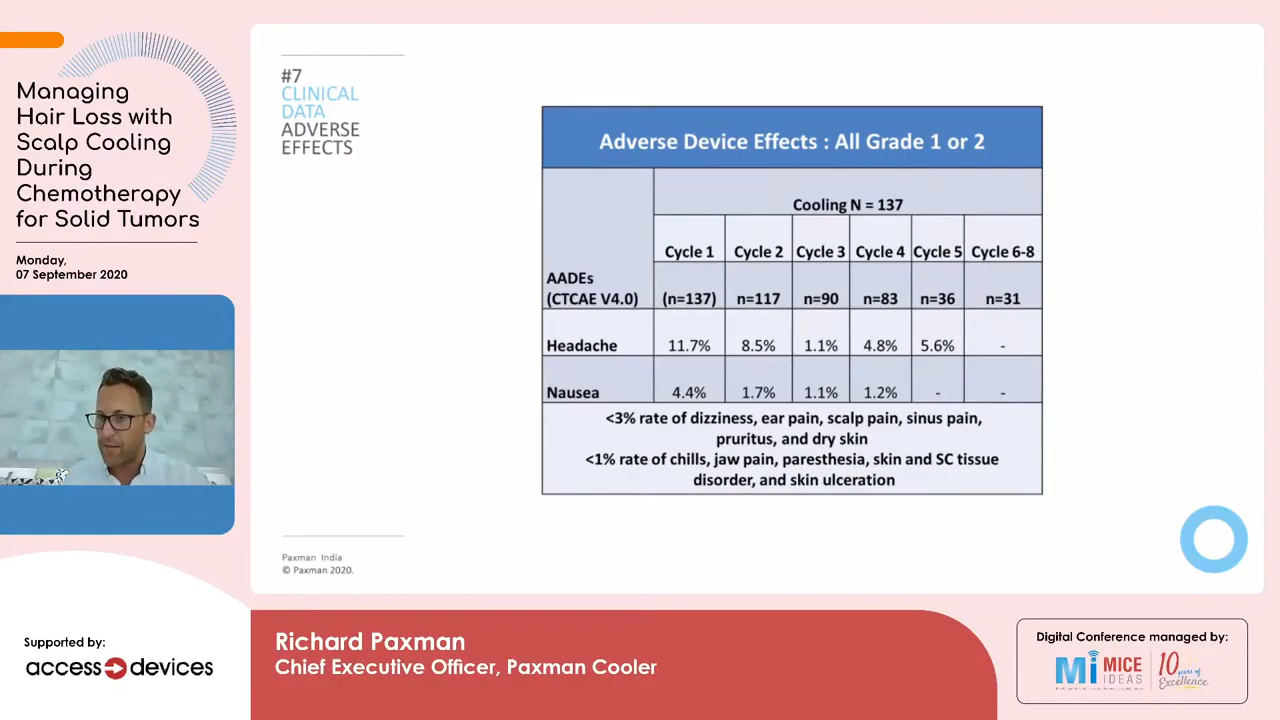 Managing
Hair Loss with
Scalp Cooling
During
Chemotherapy
for Solid Tumors
Monday,
07 September 2020
#7
CLINICAL
DATA
ADVERSE
EFFECTS
Adverse Device Effects : All Grade 1 or 2
Cooling N = 137
AADEs
(CTCAE V4.0)
Cycle 1 Cycle 2 Cycle 3 Cycle 4 Cycle 5 Cycle 6-8
(n=137) n=117 n=90 n=83 n=36 n=31
Headache 11.7% 8.5% 1.1% 4.8% 5.6% -
Nausea 4.4% 1.7% 1.1% 1.2% - -
<3% rate of dizziness, ear pain, scalp pain, sinus pain,
pruritus, and dry skin
<1% rate of chills, jaw pain, paresthesia, skin and SC tissue
disorder, and skin ulceration
Paxman India
© Paxman 2020.
Supported by:
access devices
Richard Paxman
Chief Executive Officer, Paxman Cooler
Digital Conference managed by:
Mi MICE
IDEAS
10 years of
Excellence